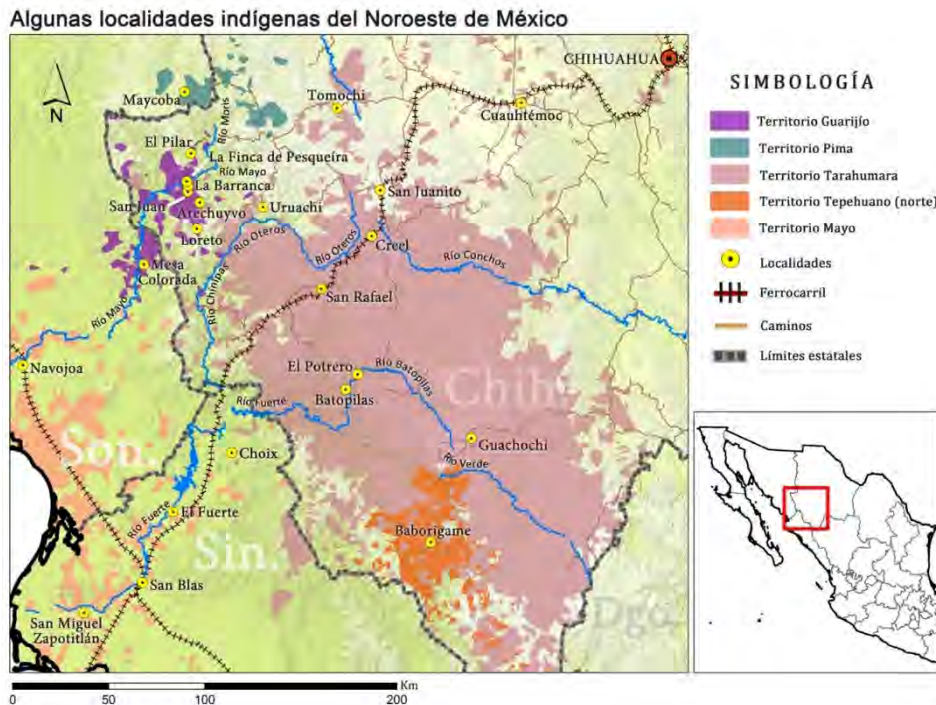 Algunas localidades indígenas del Noroeste de México
CHIHUAHUA
N
Maycoba
Tomochi
Cuauhtémoc
Río Moris
El Pilar
La Finca de Pesqueira
Río Mayo
La Barranca
San Juan
Arechuyvo
Uruachi
San Juanito
Loreto
Río Oteros
Río Oteros
Creel
Río Conchos
Mesa
Colorada
Río Chinipas
San Rafael
Río Mayo
Navojoa
El Potrero
Río Batopilas
Chih.
Batopilas
Río Fuerte
Son.
Choix
Guachochi
Río Verde
El Fuerte
Río Fuerte
Sin.
Baborigame
San Blas
Dgo.
San Miguel
Zapotitlán
Km
0 50 100 200
SIMBOLOGÍA
Territorio Guarijío
Territorio Pima
Territorio Tarahumara
Territorio Tepehuano (norte)
Territorio Mayo
Localidades
Ferrocarril
Caminos
Límites estatales